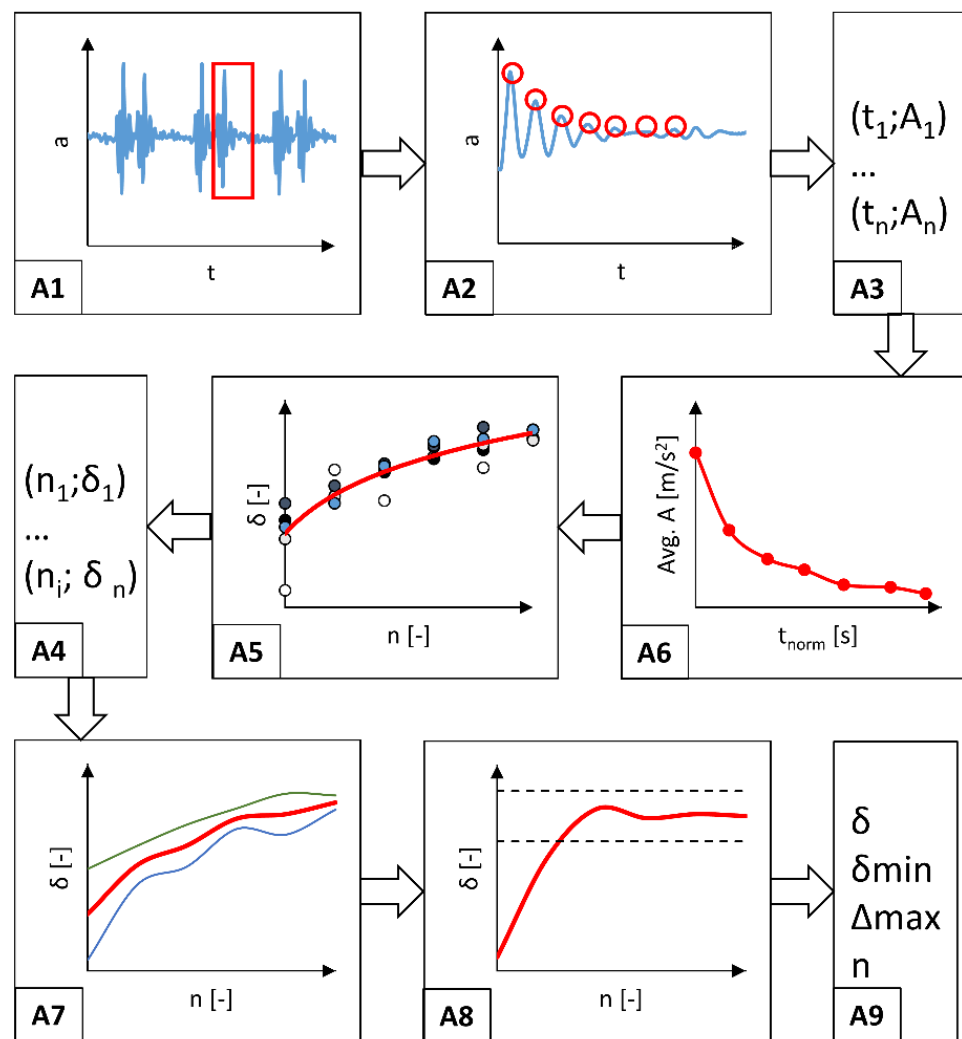 a
t
A1
a
t
A2
(t₁;A₁)
...
(tₙ;Aₙ)
A3
(n₁;δ₁)
...
(nᵢ; δ ₙ)
A4
δ [-]
n [-]
A5
Avg. A [m/s²]
t_norm [s]
A6
δ [-]
n [-]
A7
δ [-]
n [-]
A8
δ
δmin
Δmax
n
A9